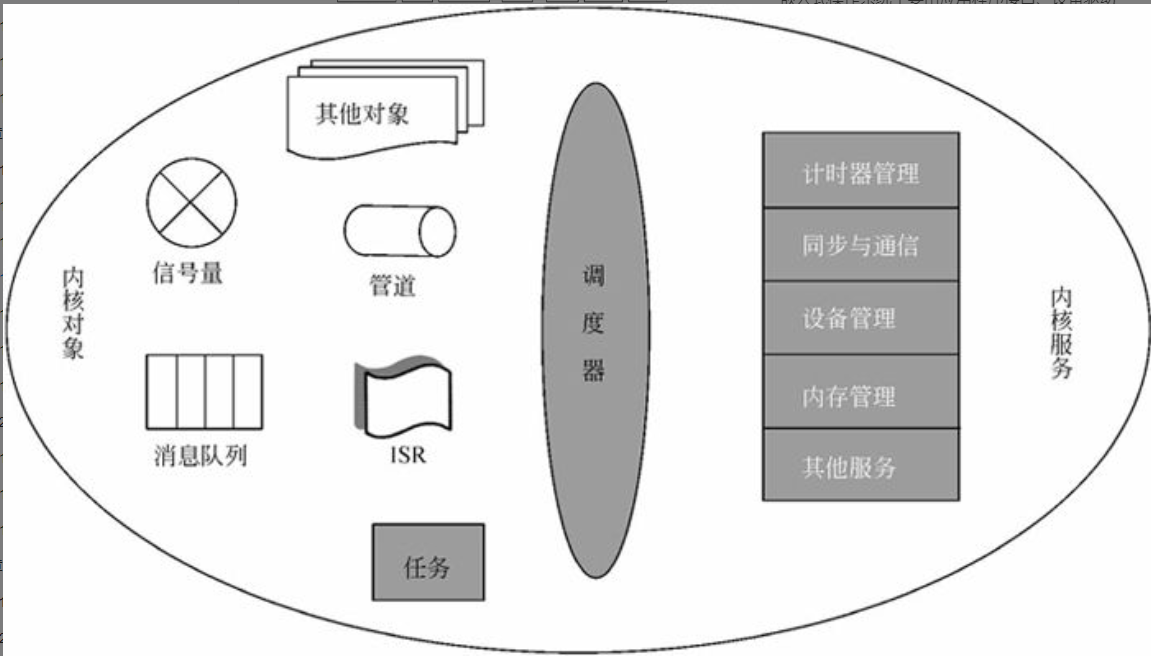 其他对象
信号量
管道
内核对象
消息队列
ISR
任务
调度器
计时器管理
同步与通信
设备管理
内存管理
其他服务
内核服务